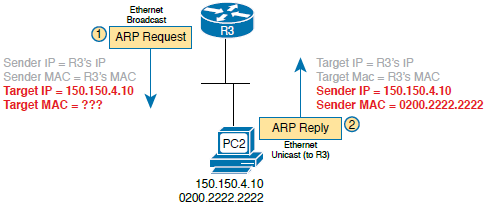 Ethernet
Broadcast
1
ARP Request
R3
Sender IP = R3's IP
Sender MAC = R3's MAC
Target IP = 150.150.4.10
Target MAC = ???
Target IP = R3's IP
Target Mac = R3's MAC
Sender IP = 150.150.4.10
Sender MAC = 0200.2222.2222
ARP Reply
2
Ethernet
Unicast (to R3)
PC2
150.150.4.10
0200.2222.2222